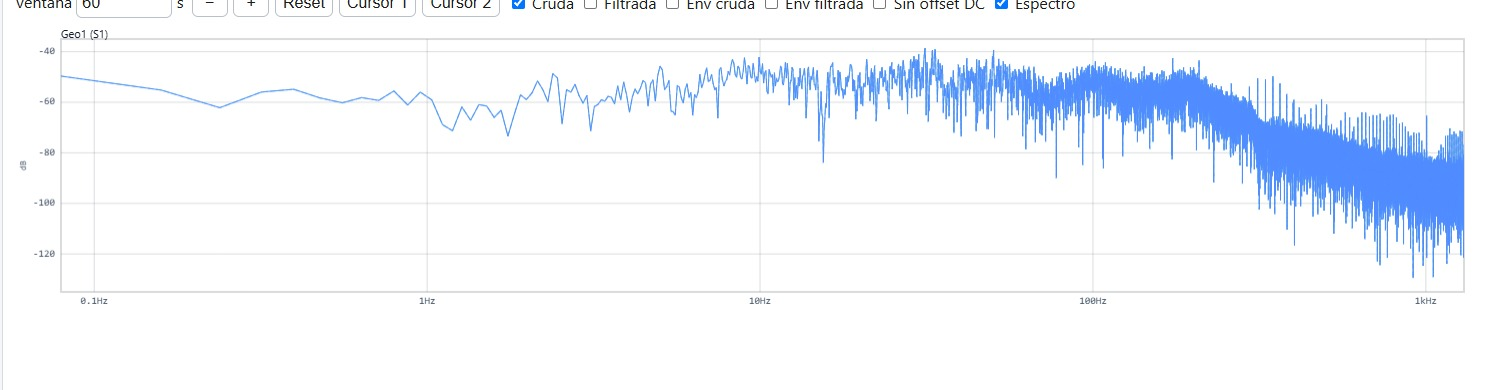 Ventana 60 s − + Reset Cursor 1 Cursor 2 Cruda Filtrada Env cruda Env filtrada Sin offset DC Espectro
Geo1 (S1)
-40
-60
-80
dB
-100
-120
0.1Hz 1Hz 10Hz 100Hz 1kHz